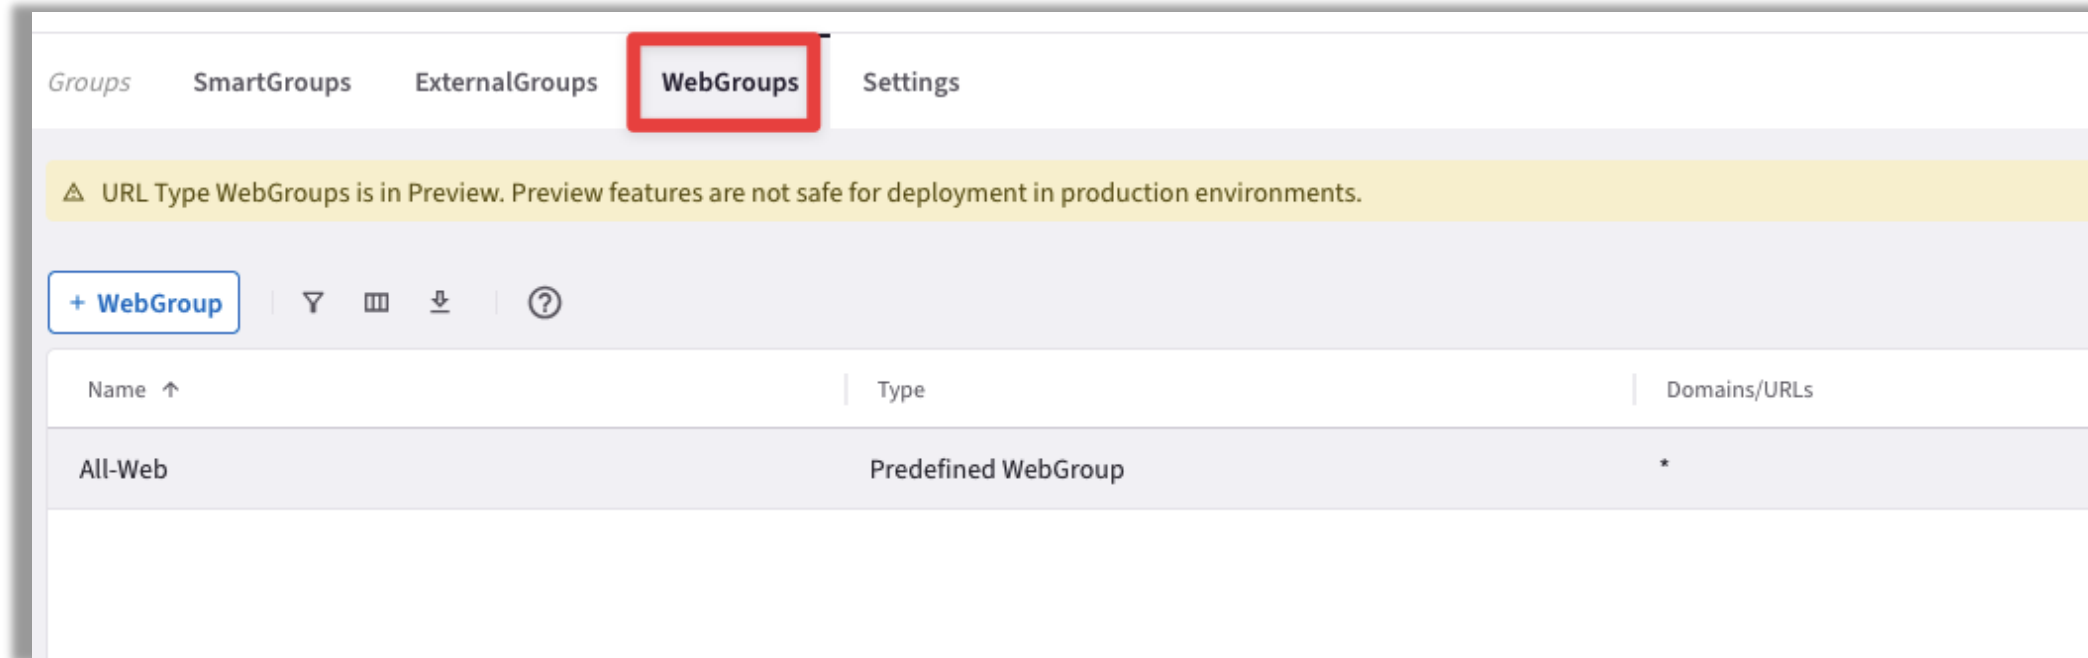 Groups SmartGroups ExternalGroups WebGroups Settings
URL Type WebGroups is in Preview. Preview features are not safe for deployment in production environments.
+ WebGroup
Name ↑ Type Domains/URLs
All-Web Predefined WebGroup *